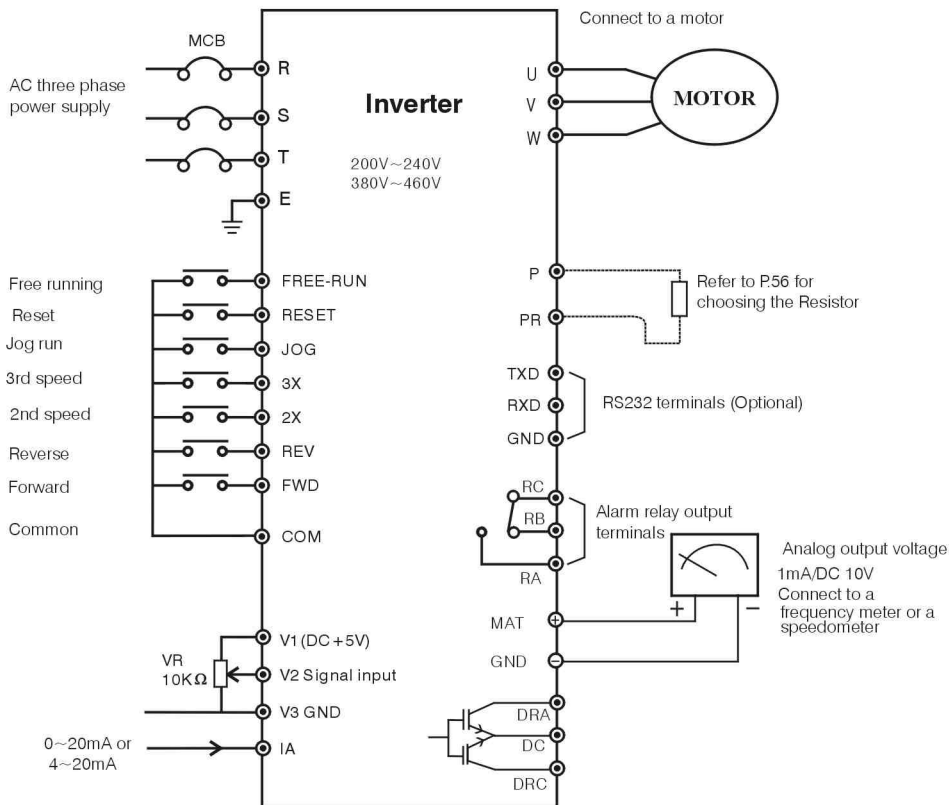 Connect to a motor
MCB
AC three phase
power supply
R
S
T
E
Inverter
200V~240V
380V~460V
U
V
W
MOTOR
Free running
Reset
Jog run
3rd speed
2nd speed
Reverse
Forward
Common
FREE-RUN
RESET
JOG
3X
2X
REV
FWD
COM
P
PR
Refer to P.56 for
choosing the Resistor
TXD
RXD
GND
RS232 terminals (Optional)
RC
RB
RA
Alarm relay output
terminals
Analog output voltage
1mA/DC 10V
Connect to a
frequency meter or a
speedometer
+ −
MAT +
GND −
VR
10KΩ
V1 (DC+5V)
V2 Signal input
V3 GND
IA
0~20mA or
4~20mA
DRA
DC
DRC